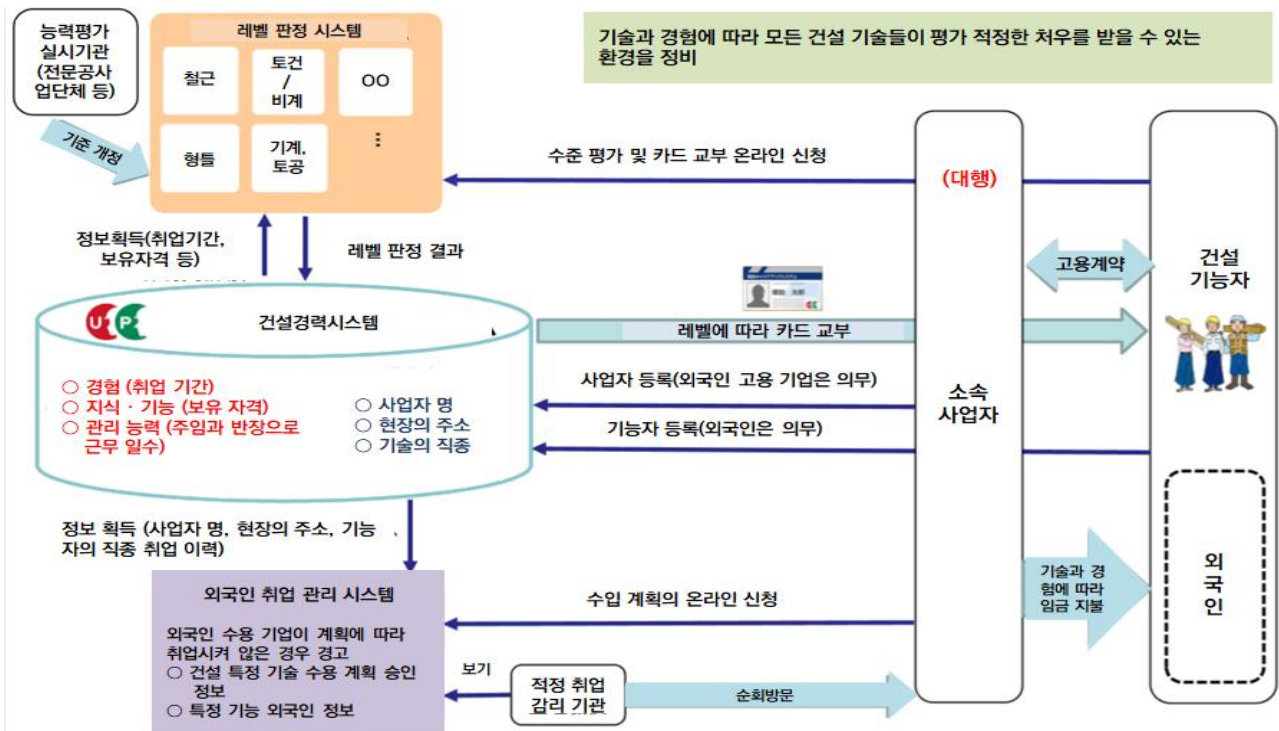 능력평가
실시기관
(전문공사
업단체 등)
기준 개정
레벨 판정 시스템
철근
토건
/
비계
OO
형틀
기계,
토공
⋮
기술과 경험에 따라 모든 건설 기술들이 평가 적정한 처우를 받을 수 있는
환경을 정비
수준 평가 및 카드 교부 온라인 신청
(대행)
정보획득(취업기간,
보유자격 등)
레벨 판정 결과
고용계약
건설
기능자
건설경력시스템
레벨에 따라 카드 교부
○ 경험 (취업 기간)
○ 지식 · 기능 (보유 자격)
○ 관리 능력 (주임과 반장으로
근무 일수)
○ 사업자 명
○ 현장의 주소
○ 기술의 직종
사업자 등록(외국인 고용 기업은 의무)
기능자 등록(외국인은 의무)
소속
사업자
정보 획득 (사업자 명, 현장의 주소, 기능
자의 직종 취업 이력)
외국인 취업 관리 시스템
외국인 수용 기업이 계획에 따라
취업시켜 않은 경우 경고
○ 건설 특정 기술 수용 계획 승인
정보
○ 특정 기능 외국인 정보
수입 계획의 온라인 신청
기술과 경
험에 따라
임금 지불
외
국
인
보기
적정 취업
감리 기관
순회방문